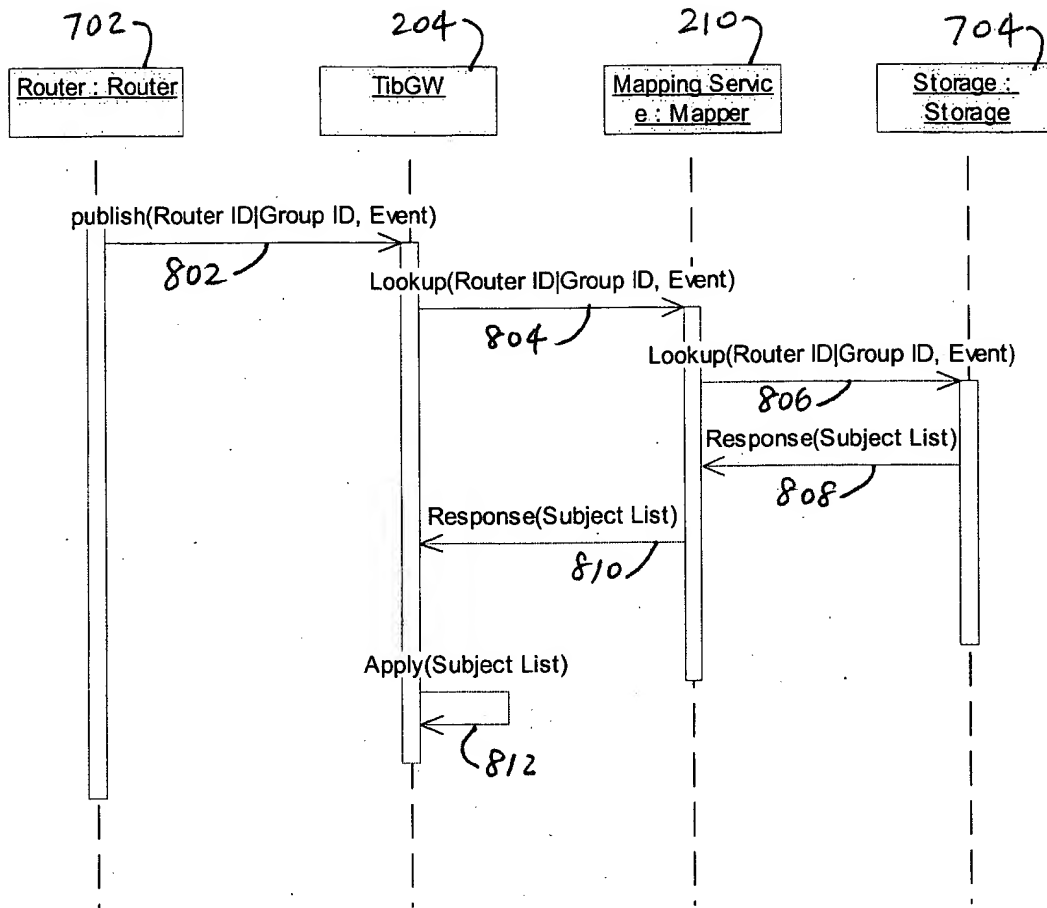 702
204
210
704
Router : Router
TibGW
Mapping Servic
e : Mapper
Storage :
Storage
publish(Router ID|Group ID, Event)
802
Lookup(Router ID|Group ID, Event)
804
Lookup(Router ID|Group ID, Event)
806
Response(Subject List)
808
Response(Subject List)
810
Apply(Subject List)
812